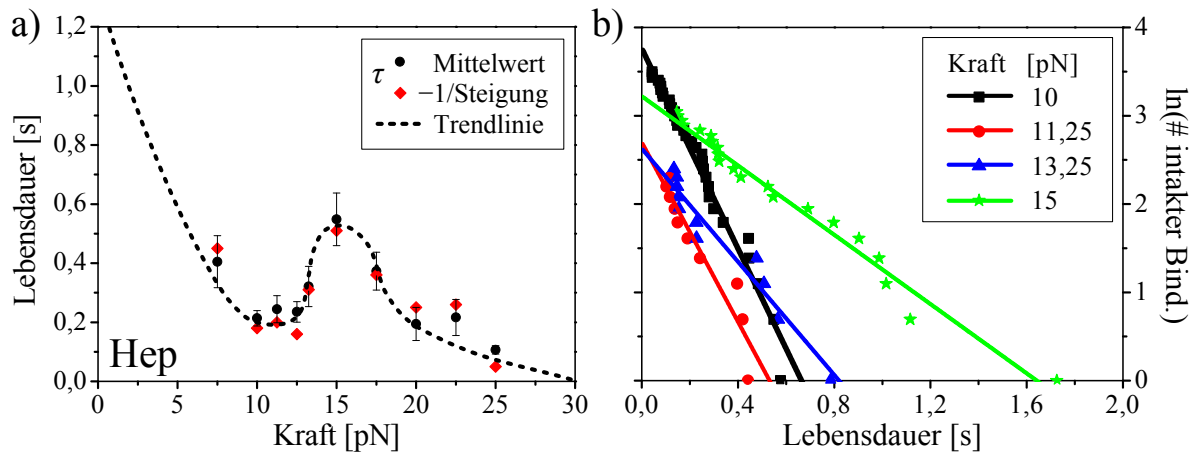 a)
Lebensdauer [s]
1,2
1,0
0,8
0,6
0,4
0,2
0,0
τ
Mittelwert
−1/Steigung
Trendlinie
Hep
0 5 10 15 20 25 30
Kraft [pN]
b)
Kraft [pN]
10
11,25
13,25
15
4
3
2
1
0
ln(# intakter Bind.)
0,0 0,4 0,8 1,2 1,6 2,0
Lebensdauer [s]